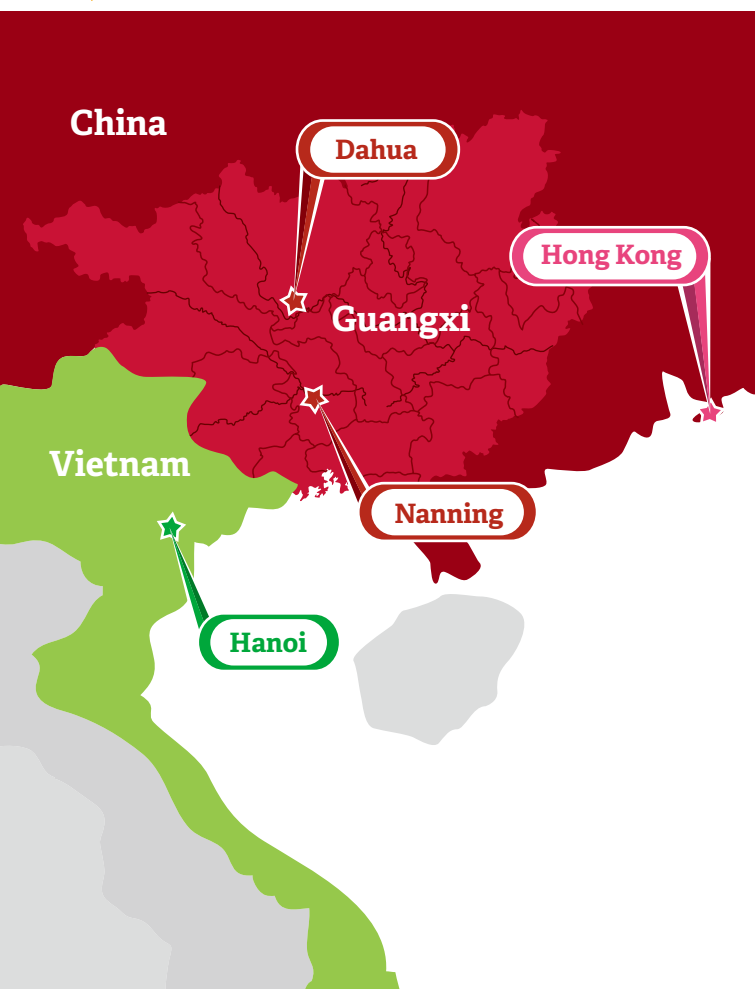 China
Dahua
Hong Kong
Guangxi
Vietnam
Nanning
Hanoi